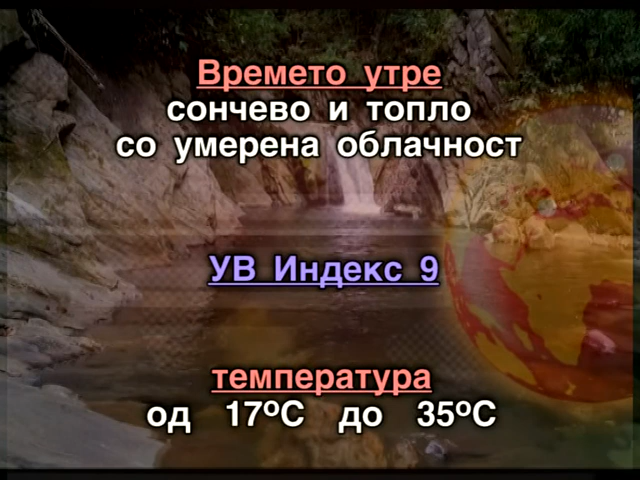 Времето утре
сончево и топло
со умерена облачност
УВ Индекс 9
температура
од 17ºC до 35ºC